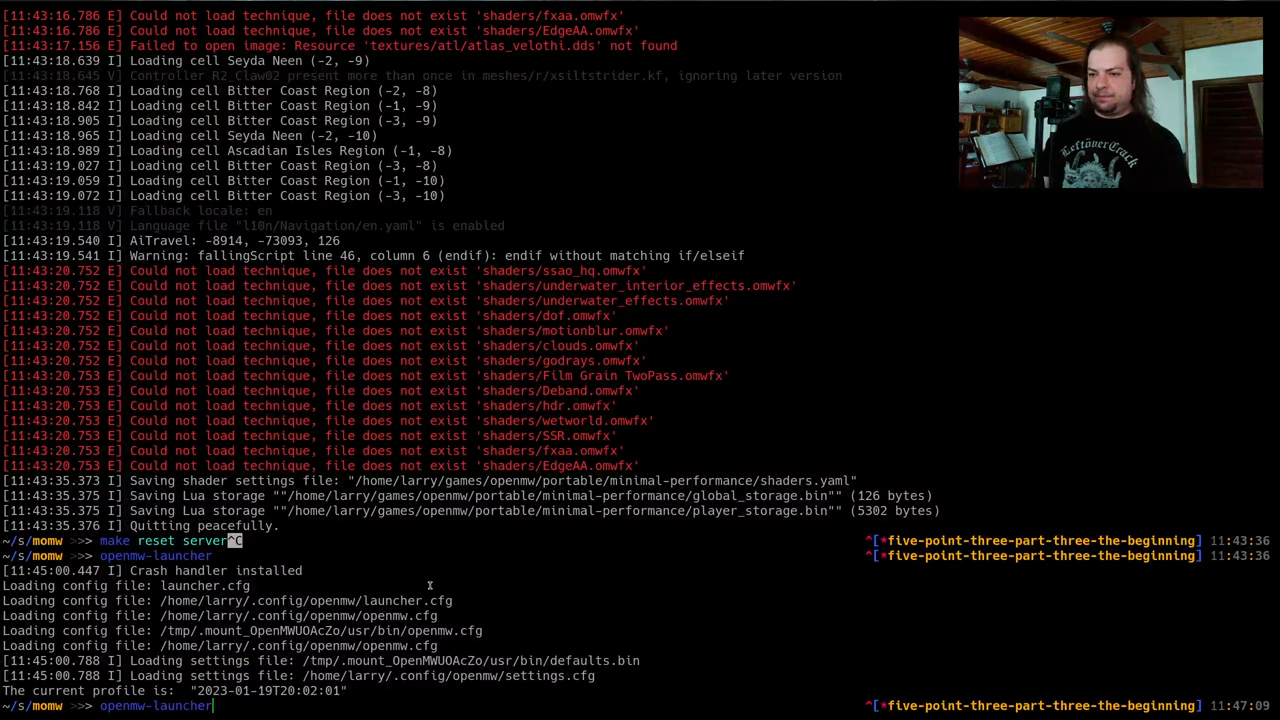 [11:43:16.786 E] Could not load technique, file does not exist 'shaders/fxaa.omwfx'
[11:43:16.786 E] Could not load technique, file does not exist 'shaders/EdgeAA.omwfx'
[11:43:17.156 E] Failed to open image: Resource 'textures/atl/atlas_velothi.dds' not found
[11:43:18.639 I] Loading cell Seyda Neen (-2, -9)
[11:43:18.645 V] Controller R2_Claw02 present more than once in meshes/r/xsiltstrider.kf, ignoring later version
[11:43:18.768 I] Loading cell Bitter Coast Region (-2, -8)
[11:43:18.842 I] Loading cell Bitter Coast Region (-1, -9)
[11:43:18.905 I] Loading cell Bitter Coast Region (-3, -9)
[11:43:18.965 I] Loading cell Seyda Neen (-2, -10)
[11:43:18.989 I] Loading cell Ascadian Isles Region (-1, -8)
[11:43:19.027 I] Loading cell Bitter Coast Region (-3, -8)
[11:43:19.059 I] Loading cell Bitter Coast Region (-1, -10)
[11:43:19.072 I] Loading cell Bitter Coast Region (-3, -10)
[11:43:19.118 V] Fallback locale: en
[11:43:19.118 V] Language file "l10n/Navigation/en.yaml" is enabled
[11:43:19.540 I] AiTravel: -8914, -73093, 126
[11:43:19.541 I] Warning: fallingScript line 46, column 6 (endif): endif without matching if/elseif
[11:43:20.752 E] Could not load technique, file does not exist 'shaders/ssao_hq.omwfx'
[11:43:20.752 E] Could not load technique, file does not exist 'shaders/underwater_interior_effects.omwfx'
[11:43:20.752 E] Could not load technique, file does not exist 'shaders/underwater_effects.omwfx'
[11:43:20.752 E] Could not load technique, file does not exist 'shaders/dof.omwfx'
[11:43:20.752 E] Could not load technique, file does not exist 'shaders/motionblur.omwfx'
[11:43:20.752 E] Could not load technique, file does not exist 'shaders/clouds.omwfx'
[11:43:20.752 E] Could not load technique, file does not exist 'shaders/godrays.omwfx'
[11:43:20.753 E] Could not load technique, file does not exist 'shaders/Film Grain TwoPass.omwfx'
[11:43:20.753 E] Could not load technique, file does not exist 'shaders/Deband.omwfx'
[11:43:20.753 E] Could not load technique, file does not exist 'shaders/hdr.omwfx'
[11:43:20.753 E] Could not load technique, file does not exist 'shaders/wetworld.omwfx'
[11:43:20.753 E] Could not load technique, file does not exist 'shaders/SSR.omwfx'
[11:43:20.753 E] Could not load technique, file does not exist 'shaders/fxaa.omwfx'
[11:43:20.753 E] Could not load technique, file does not exist 'shaders/EdgeAA.omwfx'
[11:43:35.373 I] Saving shader settings file: "/home/larry/games/openmw/portable/minimal-performance/shaders.yaml"
[11:43:35.375 I] Saving Lua storage ""/home/larry/games/openmw/portable/minimal-performance/global_storage.bin"" (126 bytes)
[11:43:35.375 I] Saving Lua storage ""/home/larry/games/openmw/portable/minimal-performance/player_storage.bin"" (5302 bytes)
[11:43:35.376 I] Quitting peacefully.
~/s/momw >>> make reset server^C ^[*five-point-three-part-three-the-beginning] 11:43:36
~/s/momw >>> openmw-launcher ^[*five-point-three-part-three-the-beginning] 11:43:36
[11:45:00.447 I] Crash handler installed
Loading config file: launcher.cfg
Loading config file: /home/larry/.config/openmw/launcher.cfg
Loading config file: /home/larry/.config/openmw/openmw.cfg
Loading config file: /tmp/.mount_OpenMWUOAcZo/usr/bin/openmw.cfg
Loading config file: /home/larry/.config/openmw/openmw.cfg
[11:45:00.788 I] Loading settings file: /tmp/.mount_OpenMWUOAcZo/usr/bin/defaults.bin
[11:45:00.788 I] Loading settings file: /home/larry/.config/openmw/settings.cfg
The current profile is:  "2023-01-19T20:02:01"
~/s/momw >>> openmw-launcher ^[*five-point-three-part-three-the-beginning] 11:47:09
Leftöver Crack